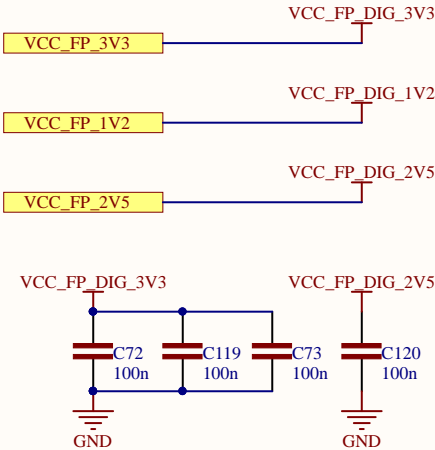 VCC_FP_DIG_3V3
VCC_FP_3V3
VCC_FP_DIG_1V2
VCC_FP_1V2
VCC_FP_DIG_2V5
VCC_FP_2V5
VCC_FP_DIG_3V3 VCC_FP_DIG_2V5
C72 C119 C73 C120
100n 100n 100n 100n
GND GND